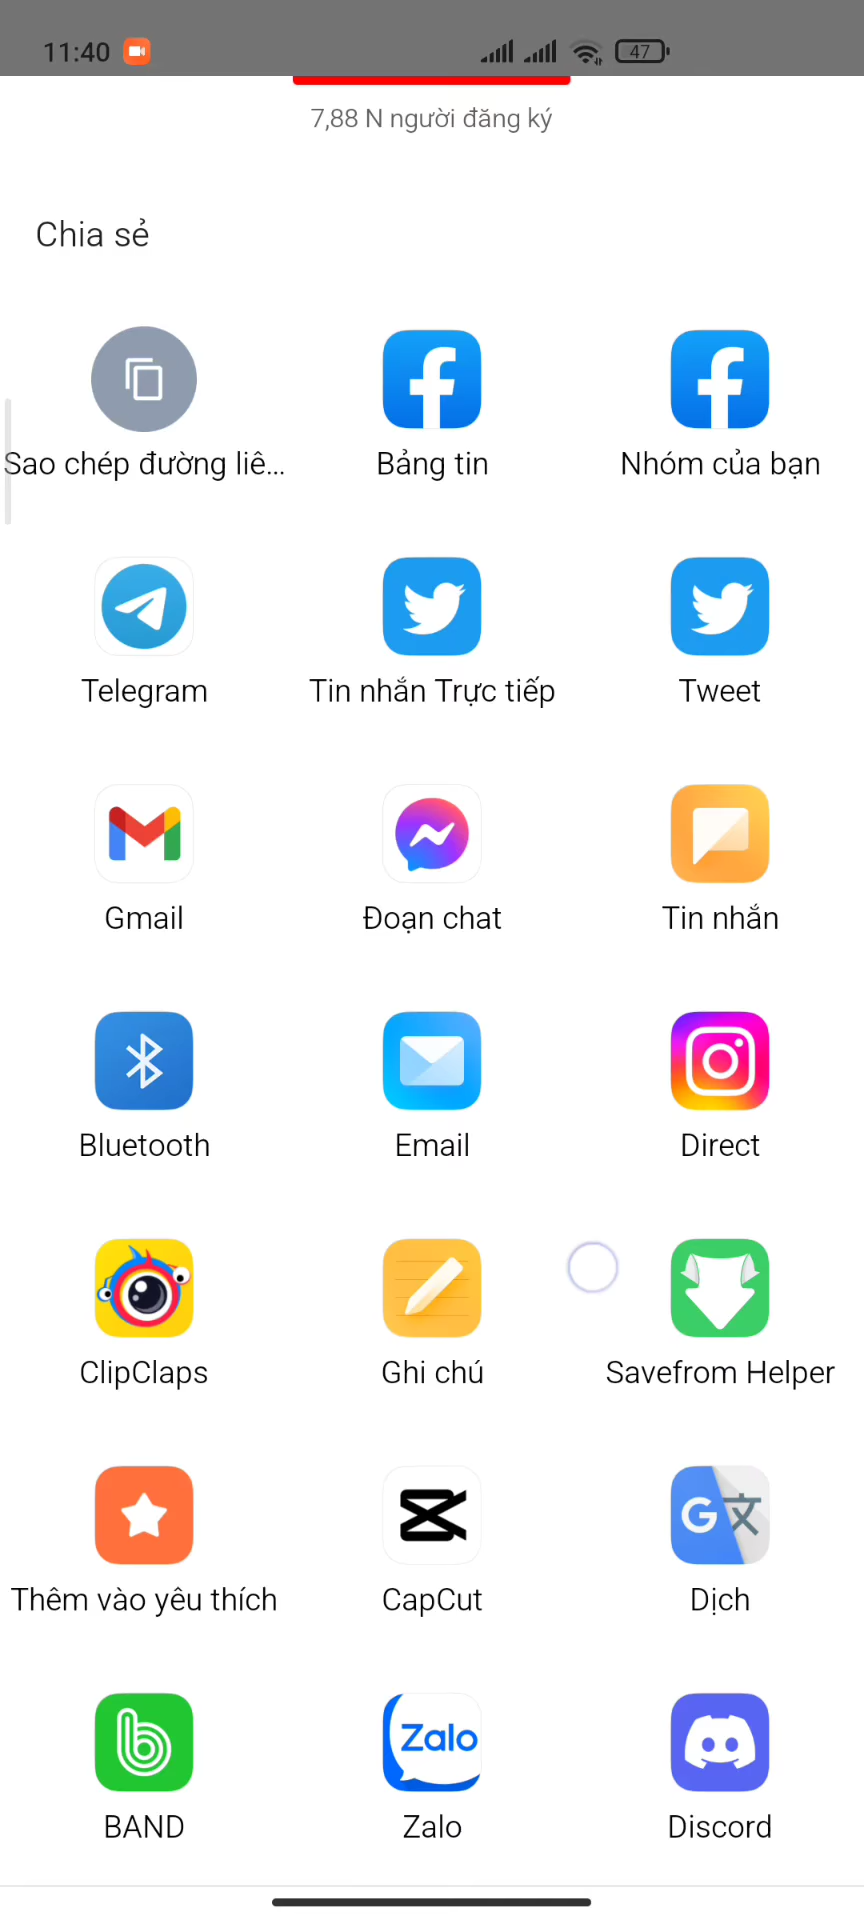 11:40
47
7,88 N người đăng ký
Chia sẻ
Sao chép đường liê...
Bảng tin
Nhóm của bạn
Telegram
Tin nhắn Trực tiếp
Tweet
Gmail
Đoạn chat
Tin nhắn
Bluetooth
Email
Direct
ClipClaps
Ghi chú
Savefrom Helper
Thêm vào yêu thích
CapCut
G文
Dịch
Zalo
BAND
Zalo
Discord